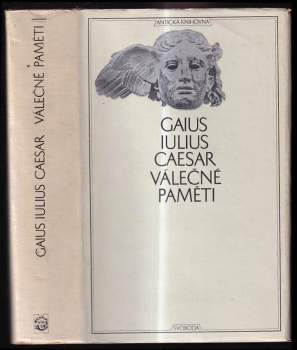 GAIUS IULIUS CAESAR VÁLEČNÉ PAMĚTI
ANTICKÁ KNIHOVNA
GAIUS
IULIUS
CAESAR
VÁLEČNÉ
PAMĚTI
SVOBODA